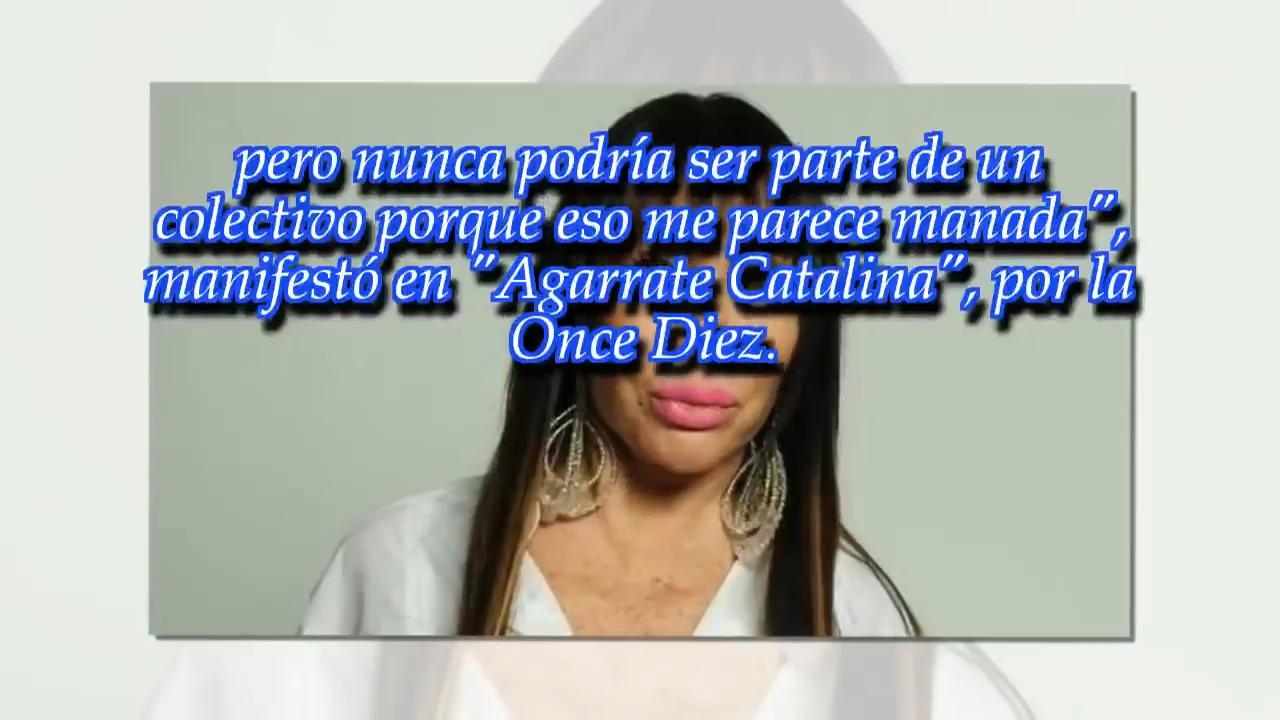 pero nunca podría ser parte de un
colectivo porque eso me parece manada",
manifestó en "Agarrate Catalina", por la
Once Diez.